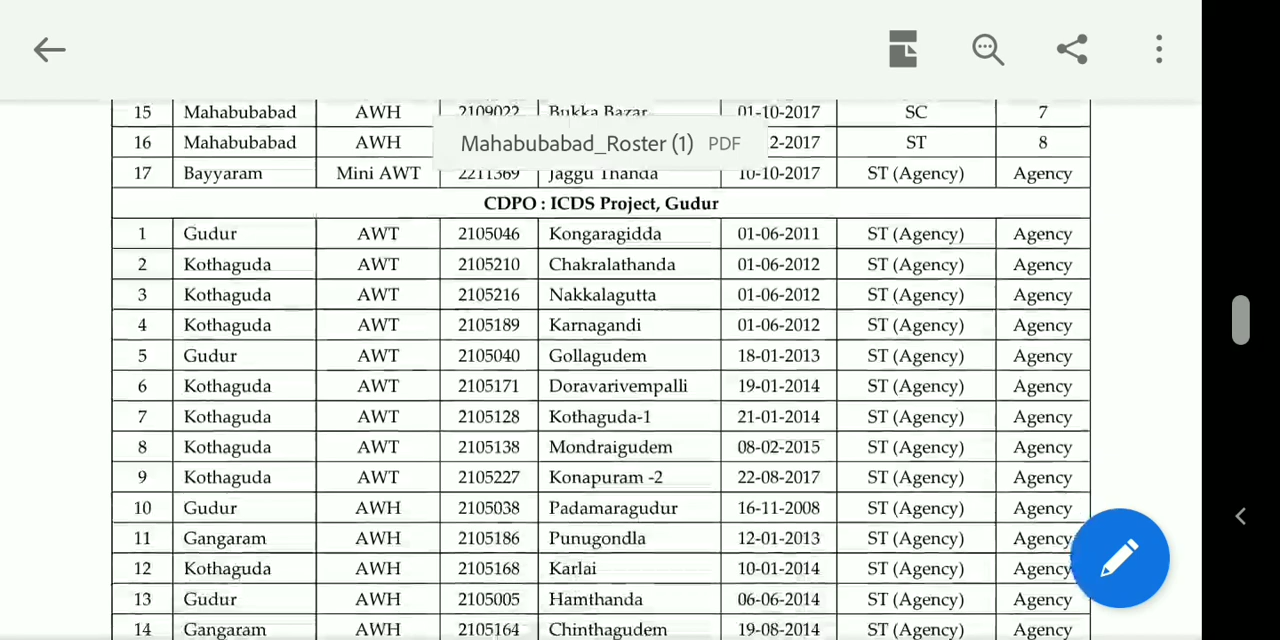 15 Mahabubabad AWH 2109022 Bukka Bazar 01-10-2017 SC 7
Mahabubabad_Roster (1) PDF
16 Mahabubabad AWH 2-2017 ST 8
17 Bayyaram Mini AWT 2211369 Jaggu Thanda 10-10-2017 ST (Agency) Agency
CDPO : ICDS Project, Gudur
1 Gudur AWT 2105046 Kongaragidda 01-06-2011 ST (Agency) Agency
2 Kothaguda AWT 2105210 Chakralathanda 01-06-2012 ST (Agency) Agency
3 Kothaguda AWT 2105216 Nakkalagutta 01-06-2012 ST (Agency) Agency
4 Kothaguda AWT 2105189 Karnagandi 01-06-2012 ST (Agency) Agency
5 Gudur AWT 2105040 Gollagudem 18-01-2013 ST (Agency) Agency
6 Kothaguda AWT 2105171 Doravarivempalli 19-01-2014 ST (Agency) Agency
7 Kothaguda AWT 2105128 Kothaguda-1 21-01-2014 ST (Agency) Agency
8 Kothaguda AWT 2105138 Mondraigudem 08-02-2015 ST (Agency) Agency
9 Kothaguda AWT 2105227 Konapuram -2 22-08-2017 ST (Agency) Agency
10 Gudur AWH 2105038 Padamaragudur 16-11-2008 ST (Agency) Agency
11 Gangaram AWH 2105186 Punugondla 12-01-2013 ST (Agency) Agency
12 Kothaguda AWH 2105168 Karlai 10-01-2014 ST (Agency) Agency
13 Gudur AWH 2105005 Hamthanda 06-06-2014 ST (Agency) Agency
14 Gangaram AWH 2105164 Chinthagudem 19-08-2014 ST (Agency) Agency